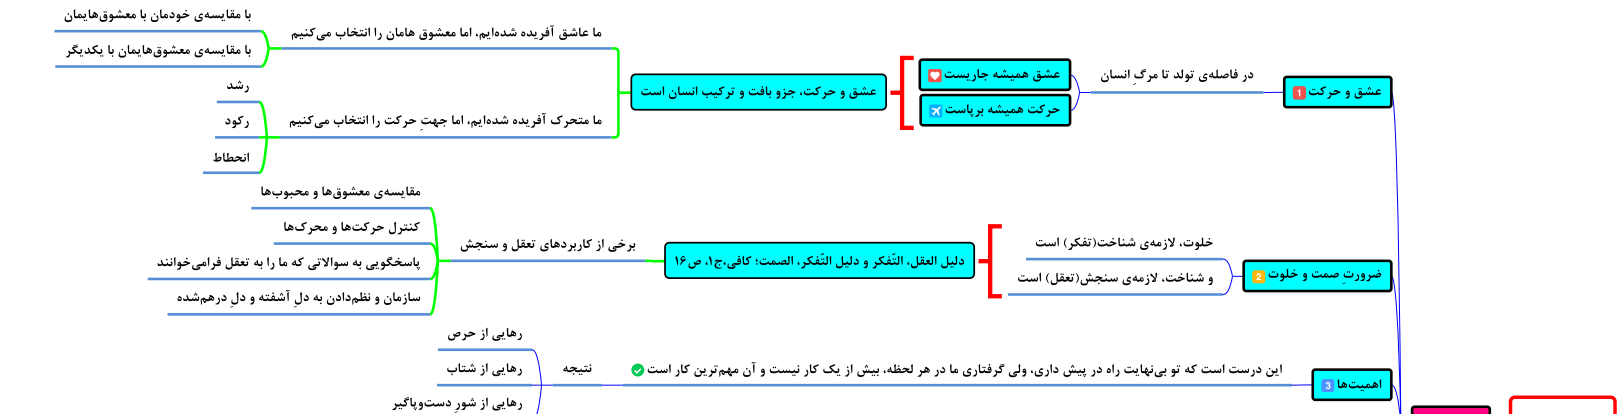 عشق و حرکت 1
در فاصله‌ی تولد تا مرگِ انسان
عشق همیشه جاریست
حرکت همیشه برپاست
عشق و حرکت، جزو بافت و ترکیب انسان است
ما عاشق آفریده شده‌ایم، اما معشوق هامان را انتخاب می‌کنیم
با مقایسه‌ی خودمان با معشوق‌هایمان
با مقایسه‌ی معشوق‌هایمان با یکدیگر
ما متحرک آفریده شده‌ایم، اما جهتِ حرکت را انتخاب می‌کنیم
رشد
رکود
انحطاط
ضرورتِ صمت و خلوت 2
خلوت، لازمه‌ی شناخت(تفکر) است
و شناخت، لازمه‌ی سنجش(تعقل) است
دلیل العقل، التّفکر و دلیل التّفکر، الصمت؛ کافی،ج۱، ص۱۶
برخی از کاربردهای تعقل و سنجش
مقایسه‌ی معشوق‌ها و محبوب‌ها
کنترل حرکت‌ها و محرک‌ها
پاسخگویی به سوالاتی که ما را به تعقل فرامی‌خوانند
سازمان و نظم‌دادن به دلِ آشفته و دلِ درهم‌شده
اهمیت‌ها 3
این درست است که تو بی‌نهایت راه در پیش داری، ولی گرفتاری ما در هر لحظه، بیش از یک کار نیست و آن مهم‌ترین کار است
نتیجه
رهایی از حرص
رهایی از شتاب
رهایی از شورِ دست‌وپاگیر